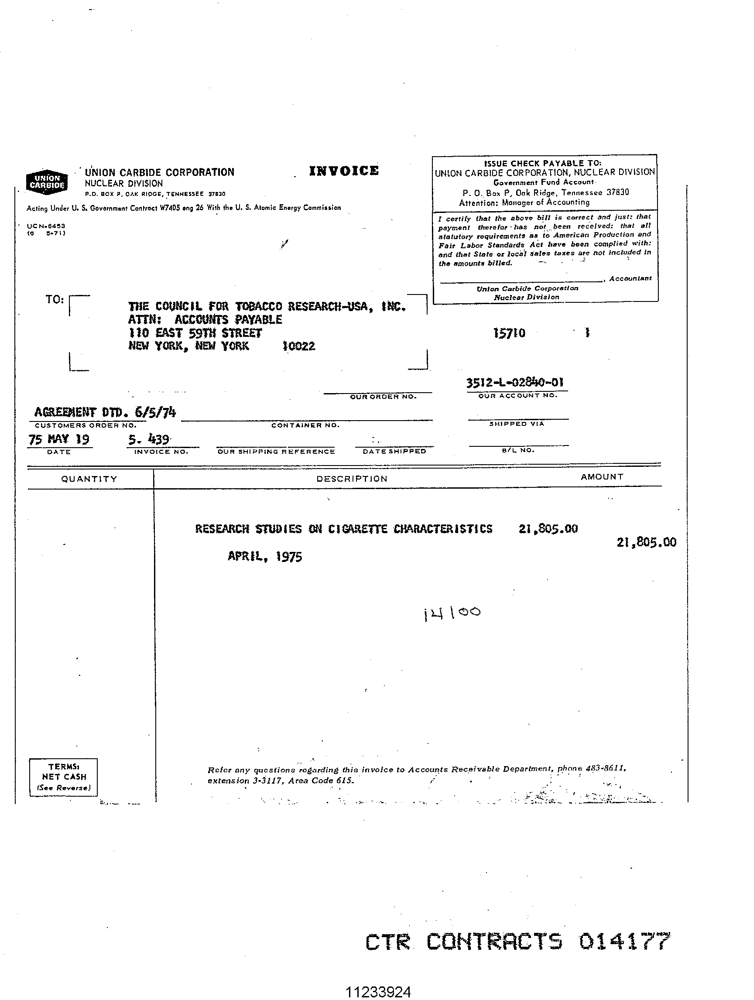 UNION CARBIDE
UNION CARBIDE CORPORATION
NUCLEAR DIVISION
P.O. BOX P, OAK RIDGE, TENNESSEE 37830
INVOICE
Acting Under U. S. Government Contract W7405 eng 26 With the U. S. Atomic Energy Commission
UCN-6453
(6 5-71)
ISSUE CHECK PAYABLE TO:
UNION CARBIDE CORPORATION, NUCLEAR DIVISION
Government Fund Account
P. O. Box P, Oak Ridge, Tennessee 37830
Attention: Manager of Accounting
I certify that the above bill is correct and just: that
payment therefor has not been received: that all
statutory requirements as to American Production and
Fair Labor Standards Act have been complied with:
and that State or local sales taxes are not included in
the amounts billed.
, Accountant
Union Carbide Corporation
Nuclear Division
TO:
THE COUNCIL FOR TOBACCO RESEARCH-USA, INC.
ATTN: ACCOUNTS PAYABLE
110 EAST 59TH STREET
NEW YORK, NEW YORK 10022
15710 1
3512-L-02840-01
OUR ORDER NO. OUR ACCOUNT NO.
AGREEMENT DTD. 6/5/74
CUSTOMERS ORDER NO. CONTAINER NO. SHIPPED VIA
75 MAY 19 5- 439
DATE INVOICE NO. OUR SHIPPING REFERENCE DATE SHIPPED B/L NO.
QUANTITY DESCRIPTION AMOUNT
RESEARCH STUDIES ON CIGARETTE CHARACTERISTICS 21,805.00
21,805.00
APRIL, 1975
14100
TERMS:
NET CASH
(See Reverse)
Refer any questions regarding this invoice to Accounts Receivable Department, phone 483-8611,
extension 3-3117, Area Code 615.
CTR CONTRACTS 014177
11233924